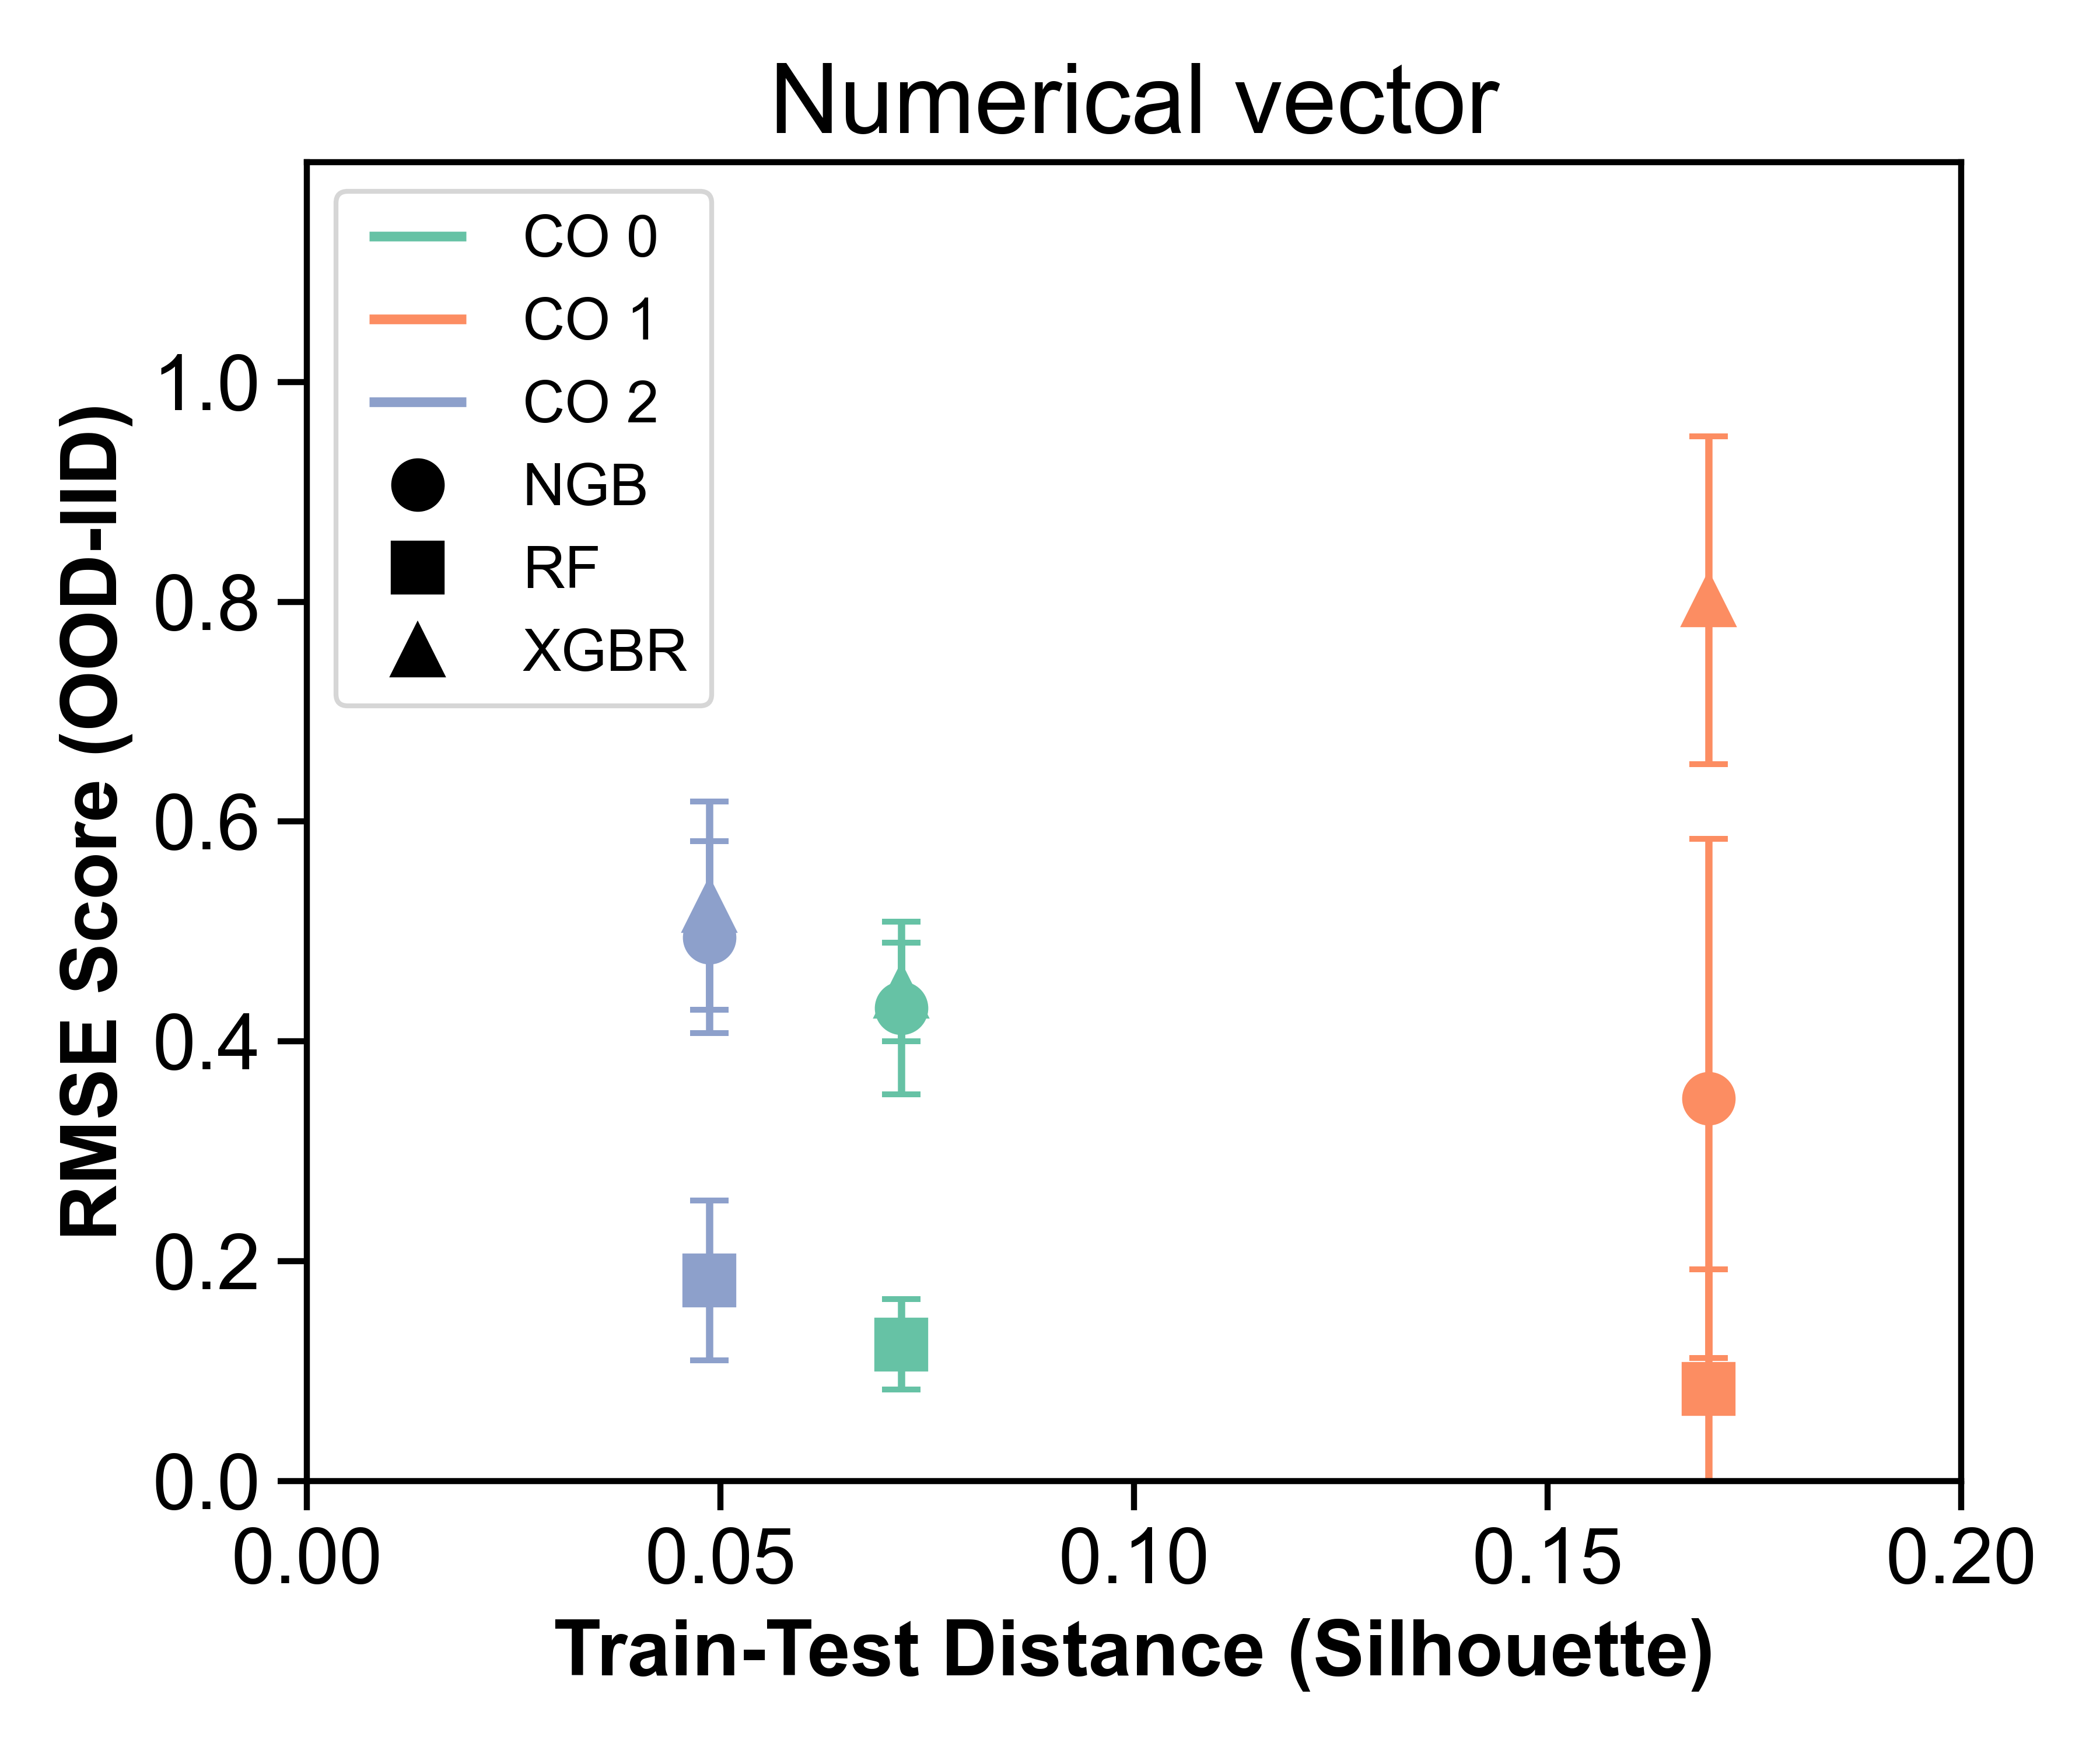 Numerical vector
CO 0
CO 1
CO 2
NGB
RF
XGBR
RMSE Score (OOD-IID)
1.0
0.8
0.6
0.4
0.2
0.0
0.00 0.05 0.10 0.15 0.20
Train-Test Distance (Silhouette)